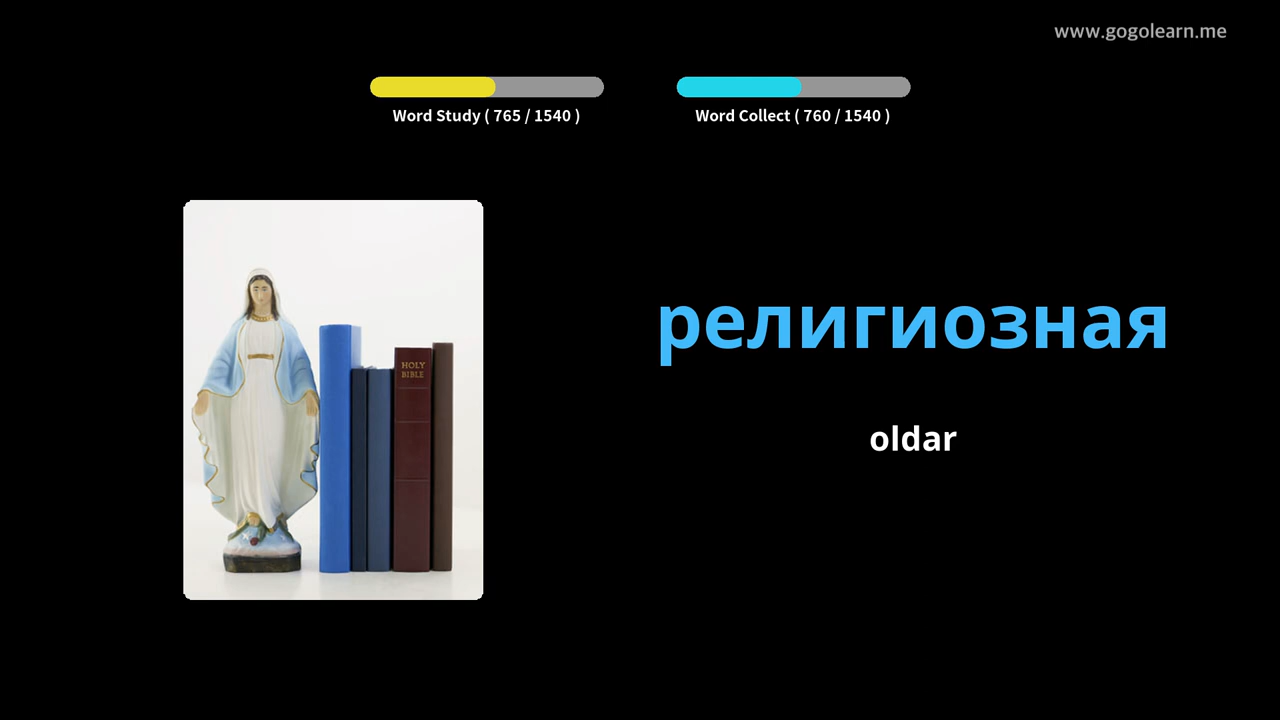 www.gogolearn.me
Word Study ( 765 / 1540 )
Word Collect ( 760 / 1540 )
HOLY
BIBLE
религиозная
oldar